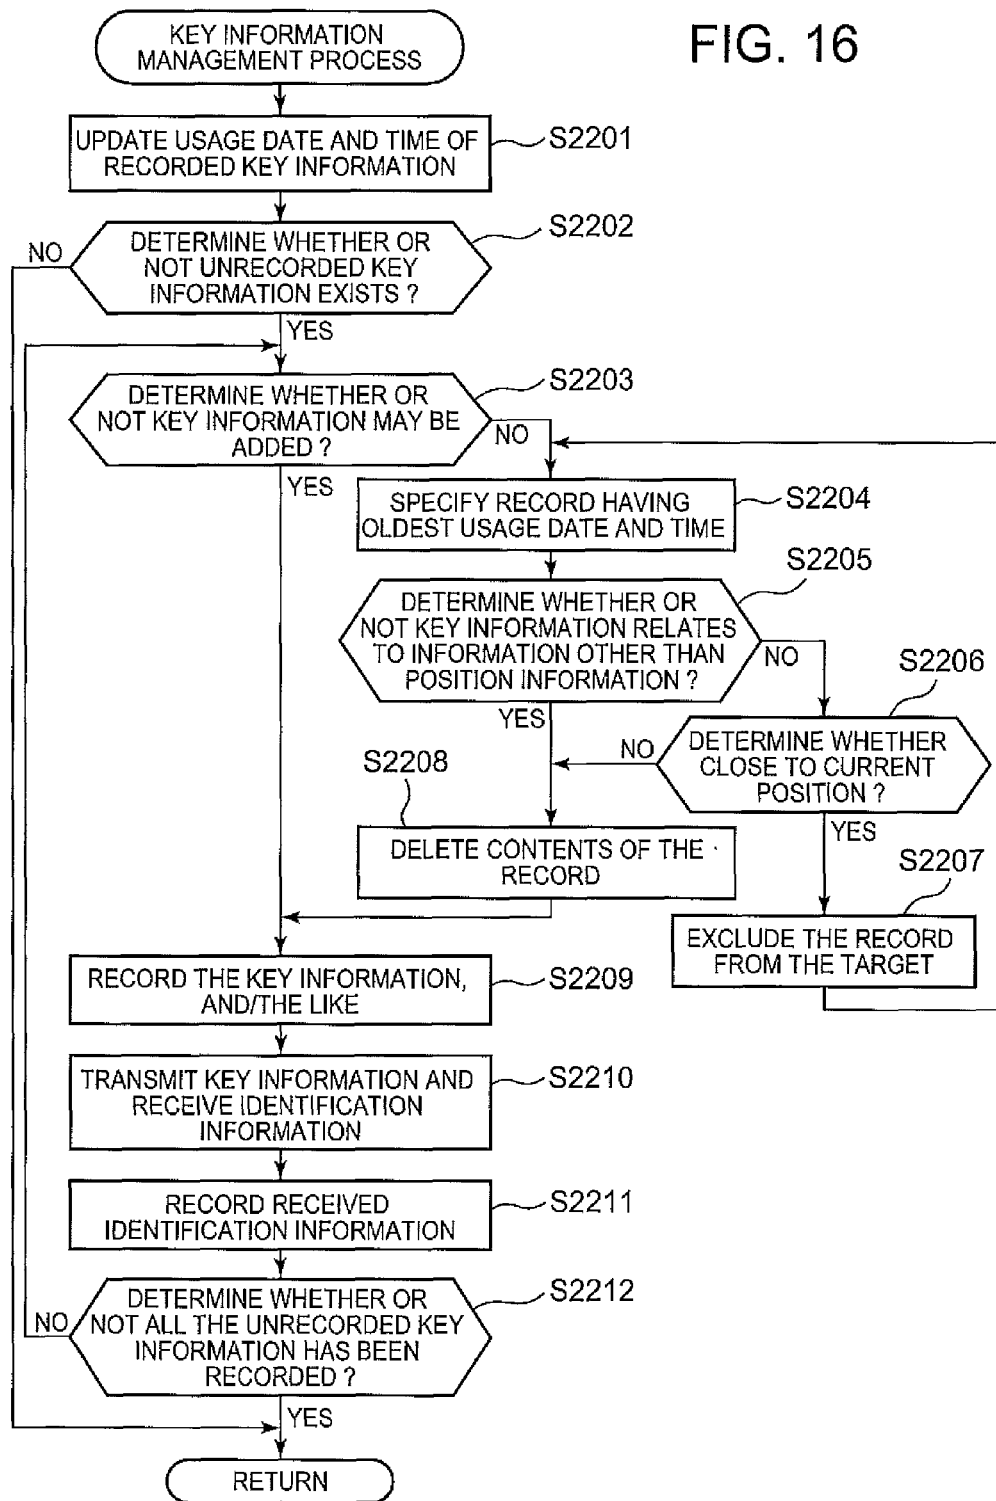 FIG. 16
KEY INFORMATION
MANAGEMENT PROCESS
UPDATE USAGE DATE AND TIME OF
RECORDED KEY INFORMATION
S2201
DETERMINE WHETHER OR
NOT UNRECORDED KEY
INFORMATION EXISTS ?
S2202
NO
YES
DETERMINE WHETHER OR
NOT KEY INFORMATION MAY BE
ADDED ?
S2203
NO
YES
SPECIFY RECORD HAVING
OLDEST USAGE DATE AND TIME
S2204
DETERMINE WHETHER OR
NOT KEY INFORMATION RELATES
TO INFORMATION OTHER THAN
POSITION INFORMATION ?
S2205
NO
YES
DETERMINE WHETHER
CLOSE TO CURRENT
POSITION ?
S2206
NO
YES
EXCLUDE THE RECORD
FROM THE TARGET
S2207
DELETE CONTENTS OF THE
RECORD
S2208
RECORD THE KEY INFORMATION,
AND/THE LIKE
S2209
TRANSMIT KEY INFORMATION AND
RECEIVE IDENTIFICATION
INFORMATION
S2210
RECORD RECEIVED
IDENTIFICATION INFORMATION
S2211
DETERMINE WHETHER OR
NOT ALL THE UNRECORDED KEY
INFORMATION HAS BEEN
RECORDED ?
S2212
NO
YES
RETURN